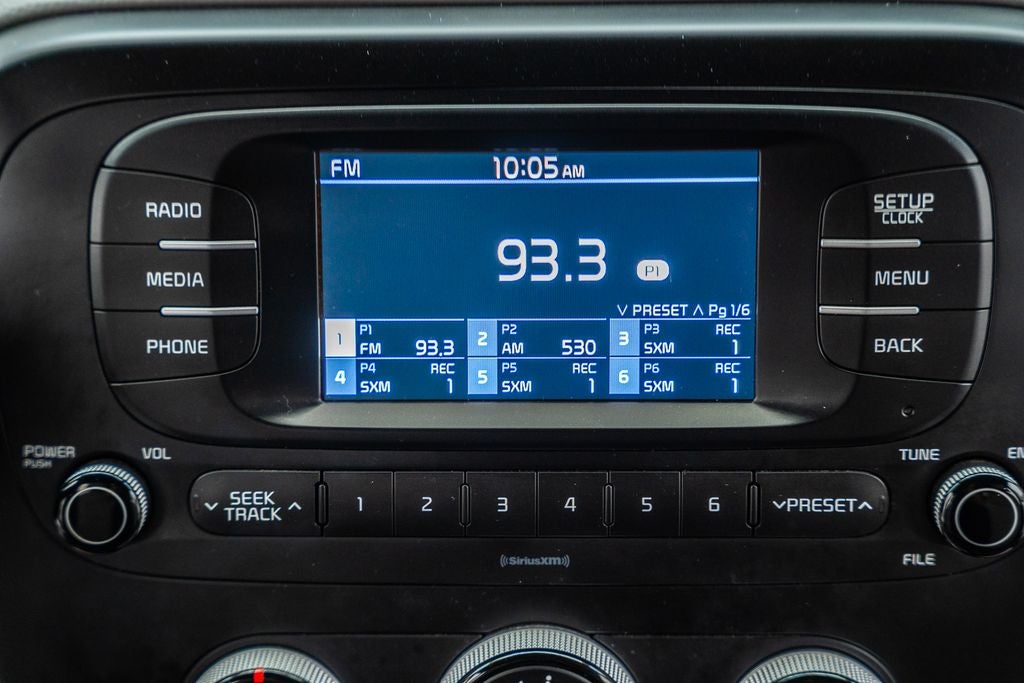 FM 10:05 AM
RADIO
MEDIA
PHONE
93.3 P1
PRESET Pg 1/6
1 P1
FM 93.3
2 P2
AM 530
3 P3 REC
SXM 1
4 P4 REC
SXM 1
5 P5 REC
SXM 1
6 P6 REC
SXM 1
SETUP
CLOCK
MENU
BACK
POWER
PUSH
VOL
SEEK
TRACK
1 2 3 4 5 6
PRESET
TUNE
FILE
((SiriusXM))